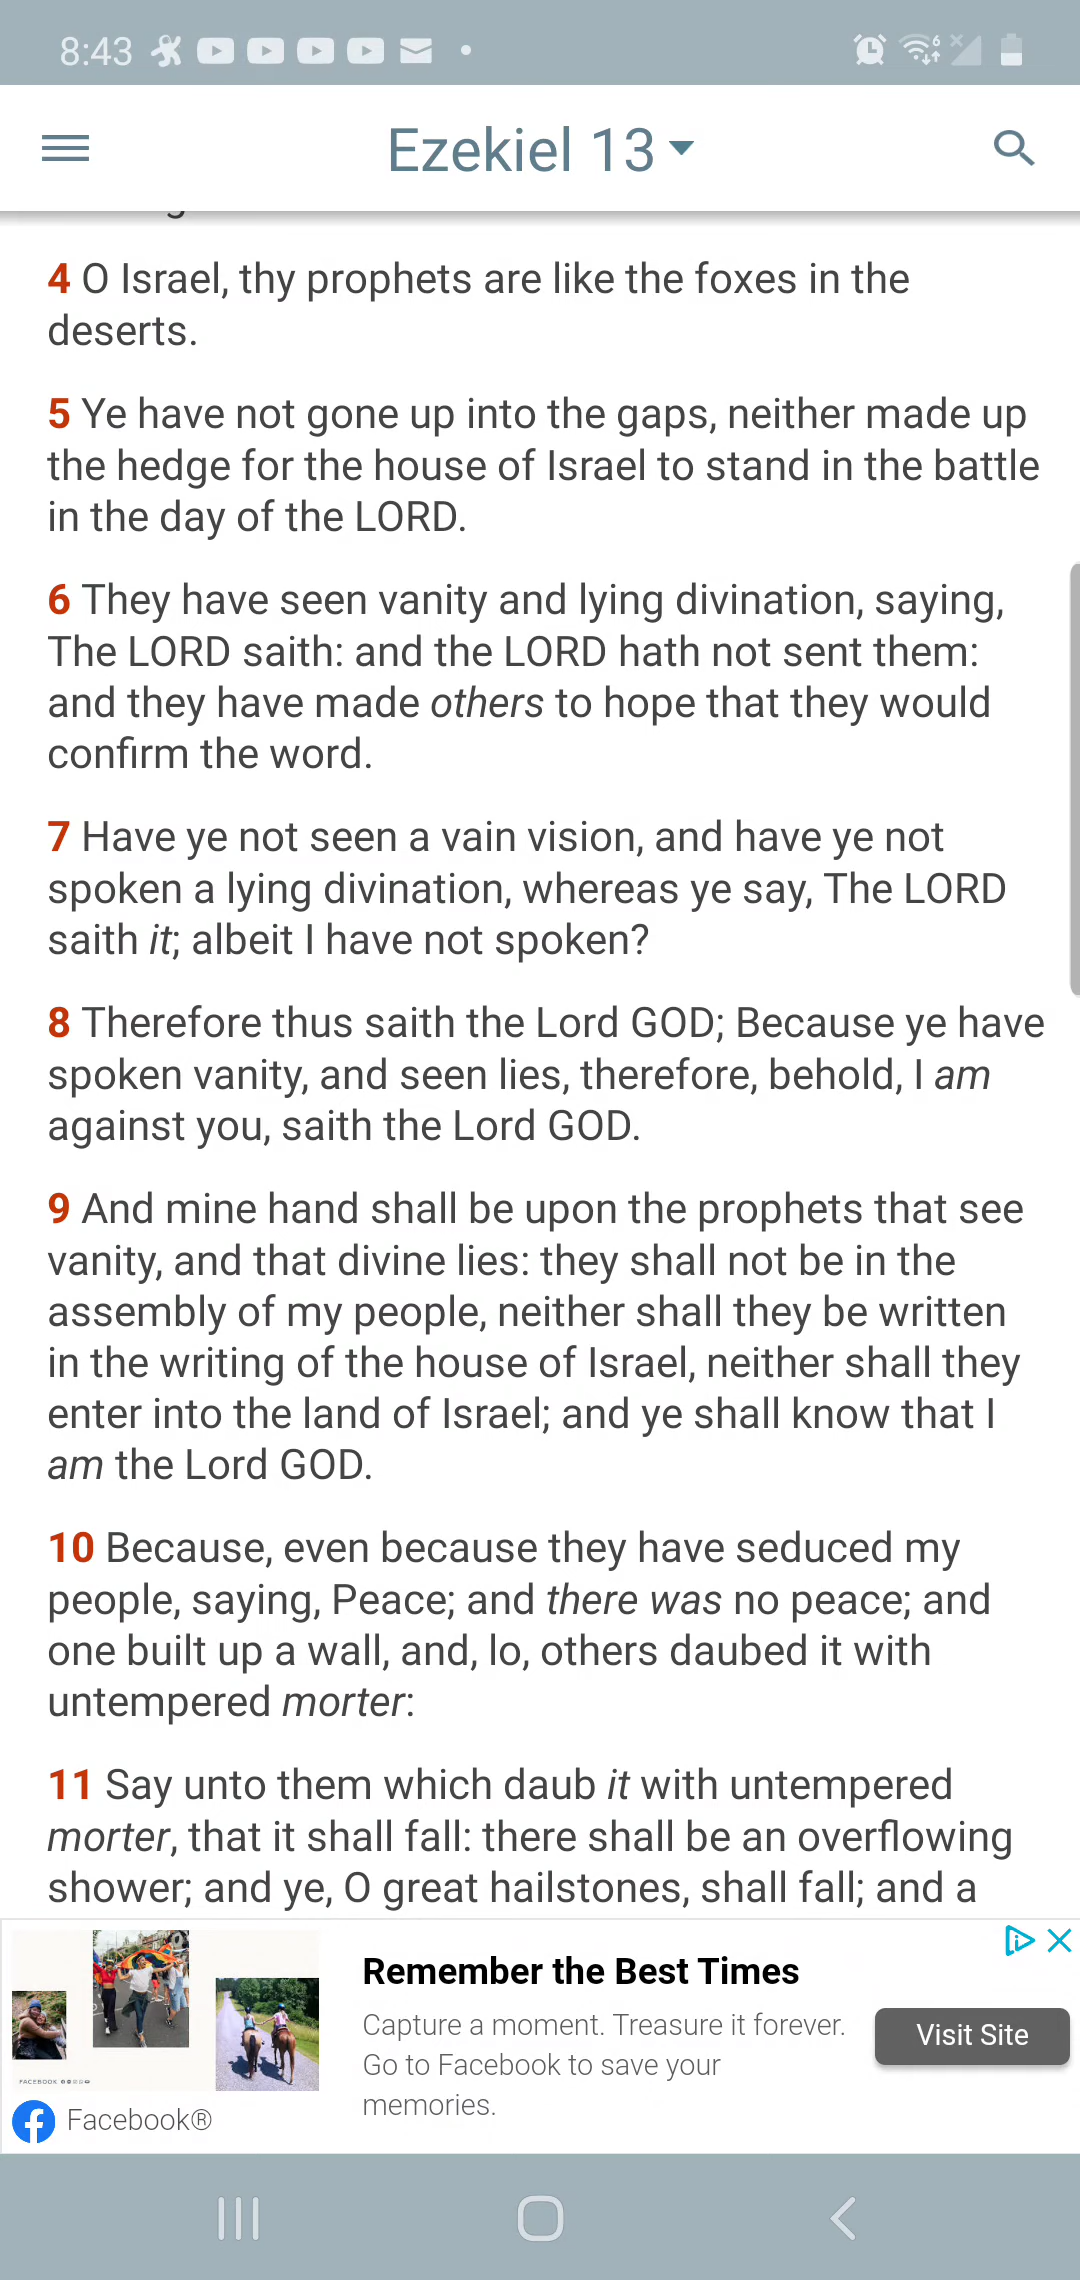 8:43
Ezekiel 13
4 O Israel, thy prophets are like the foxes in the
deserts.
5 Ye have not gone up into the gaps, neither made up
the hedge for the house of Israel to stand in the battle
in the day of the LORD.
6 They have seen vanity and lying divination, saying,
The LORD saith: and the LORD hath not sent them:
and they have made others to hope that they would
confirm the word.
7 Have ye not seen a vain vision, and have ye not
spoken a lying divination, whereas ye say, The LORD
saith it; albeit I have not spoken?
8 Therefore thus saith the Lord GOD; Because ye have
spoken vanity, and seen lies, therefore, behold, I am
against you, saith the Lord GOD.
9 And mine hand shall be upon the prophets that see
vanity, and that divine lies: they shall not be in the
assembly of my people, neither shall they be written
in the writing of the house of Israel, neither shall they
enter into the land of Israel; and ye shall know that I
am the Lord GOD.
10 Because, even because they have seduced my
people, saying, Peace; and there was no peace; and
one built up a wall, and, lo, others daubed it with
untempered morter:
11 Say unto them which daub it with untempered
morter, that it shall fall: there shall be an overflowing
shower; and ye, O great hailstones, shall fall; and a
Remember the Best Times
Capture a moment. Treasure it forever.
Go to Facebook to save your
memories.
Visit Site
FACEBOOK
Facebook®